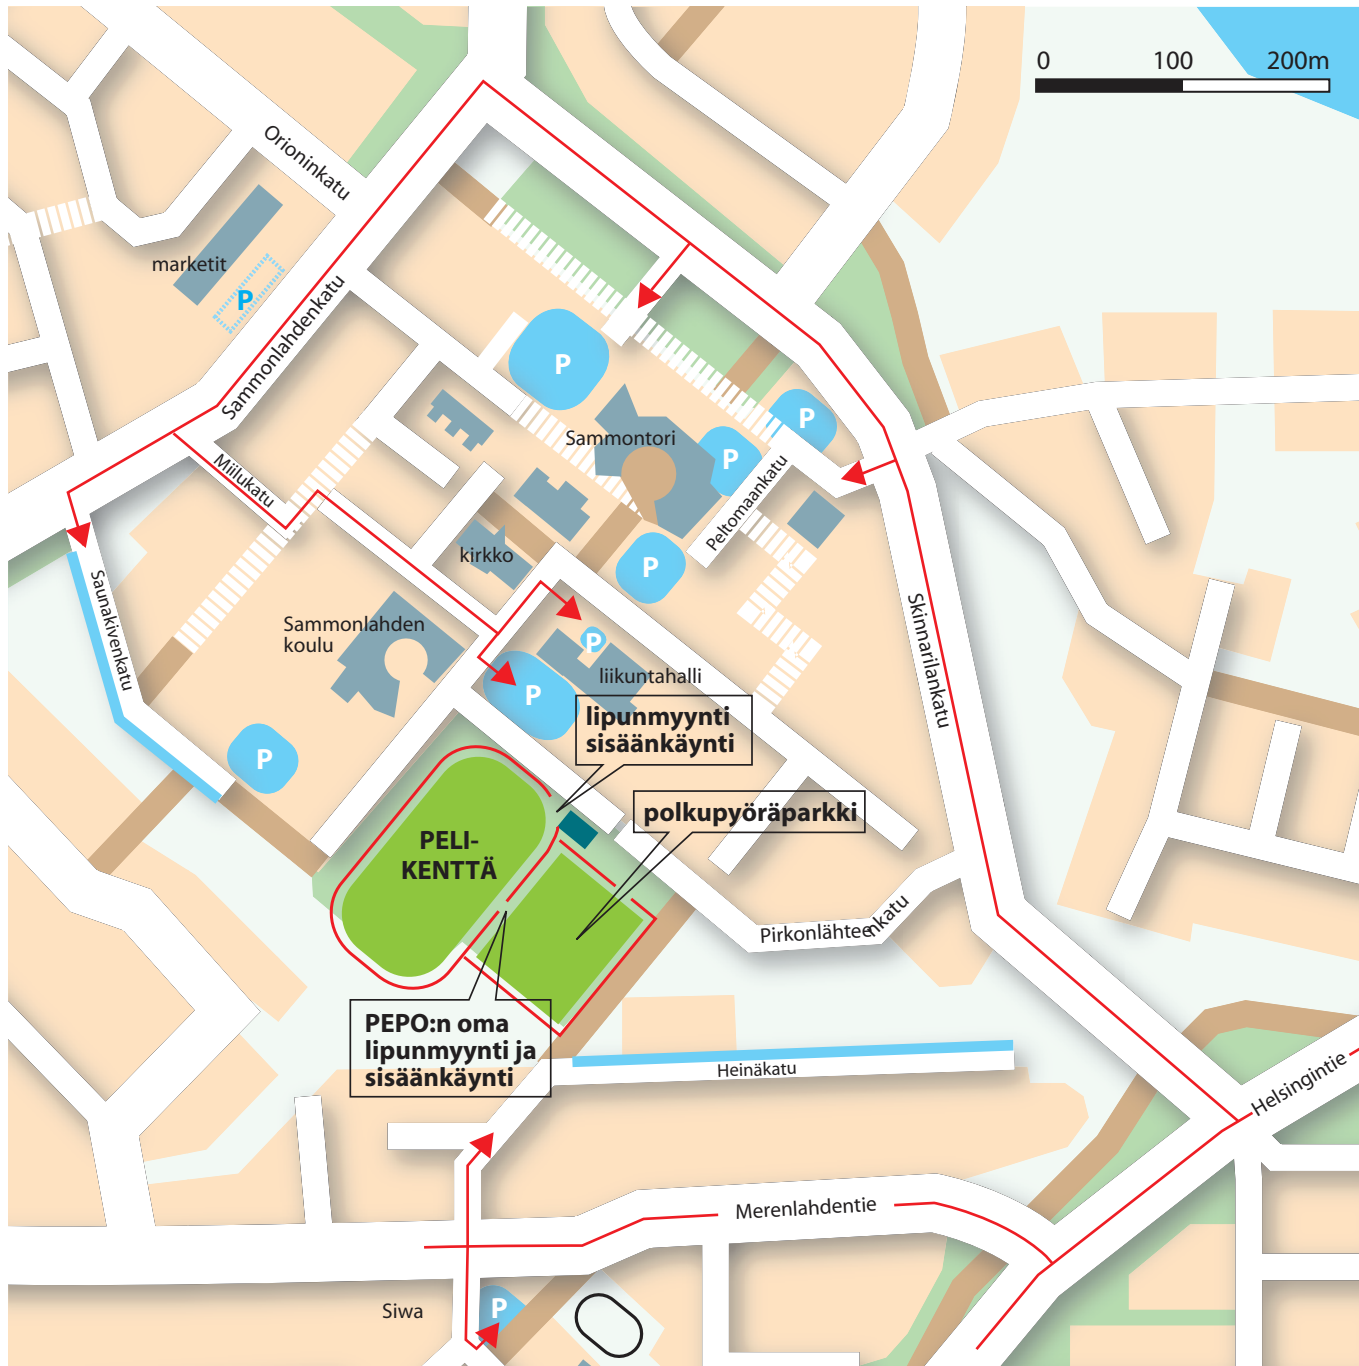 0 100 200m
Orioninkatu
marketit
P
Sammonlahdenkatu
P
P
Sammontori
P
Miilukatu
Peltomaankatu
kirkko
P
Saunakivenkatu
Skinnarilankatu
Sammonlahden
koulu
P
liikuntahalli
P
lipunmyynti
sisäänkäynti
P
polkupyöräparkki
PELI-
KENTTÄ
Pirkonlähteenkatu
PEPO:n oma
lipunmyynti ja
sisäänkäynti
Heinäkatu
Helsingintie
Merenlahdentie
Siwa
P